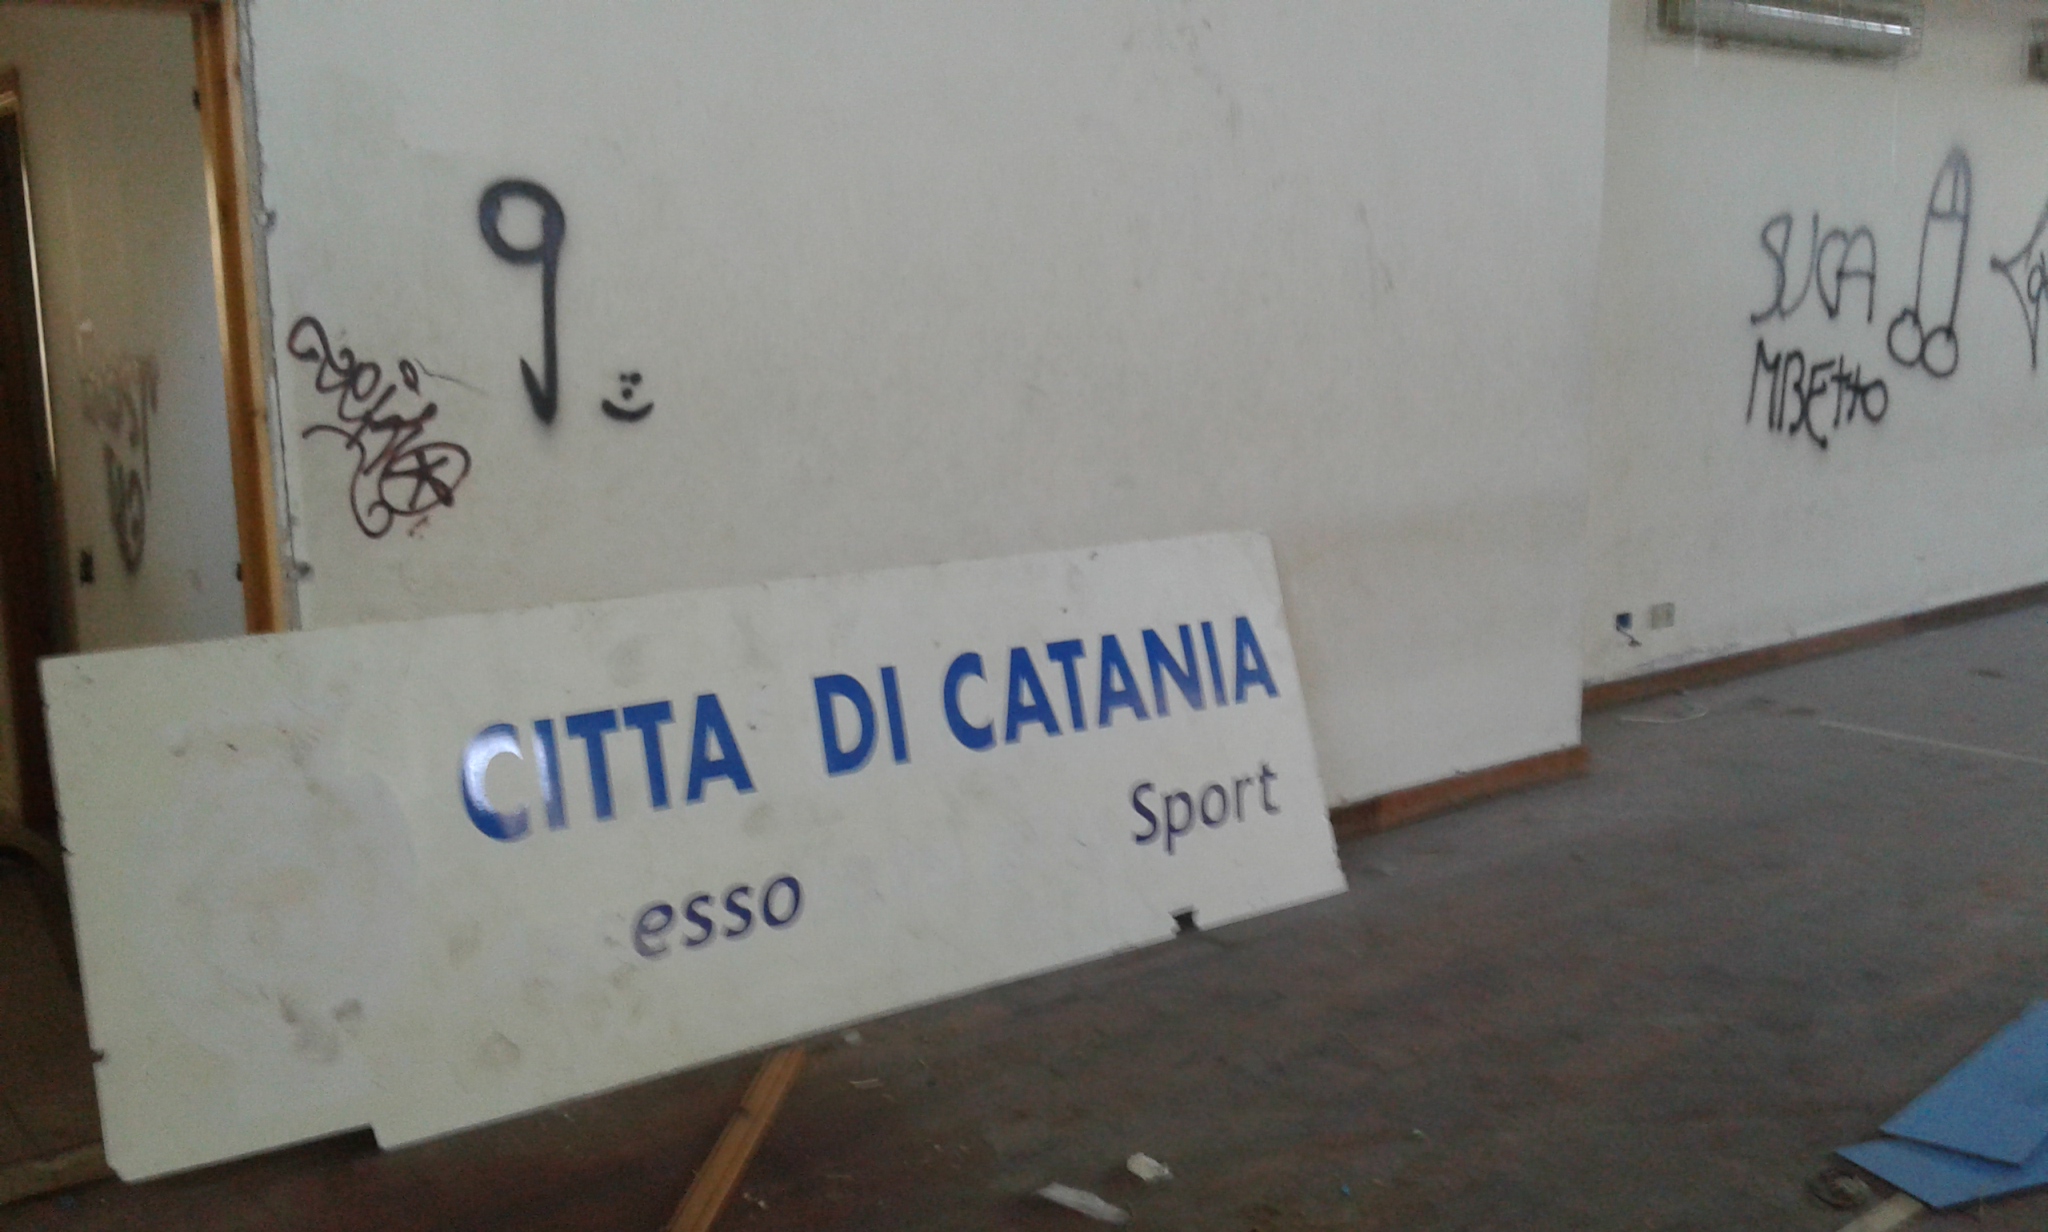 9
SUCA
MBETTO
CITTA DI CATANIA
Sport
esso